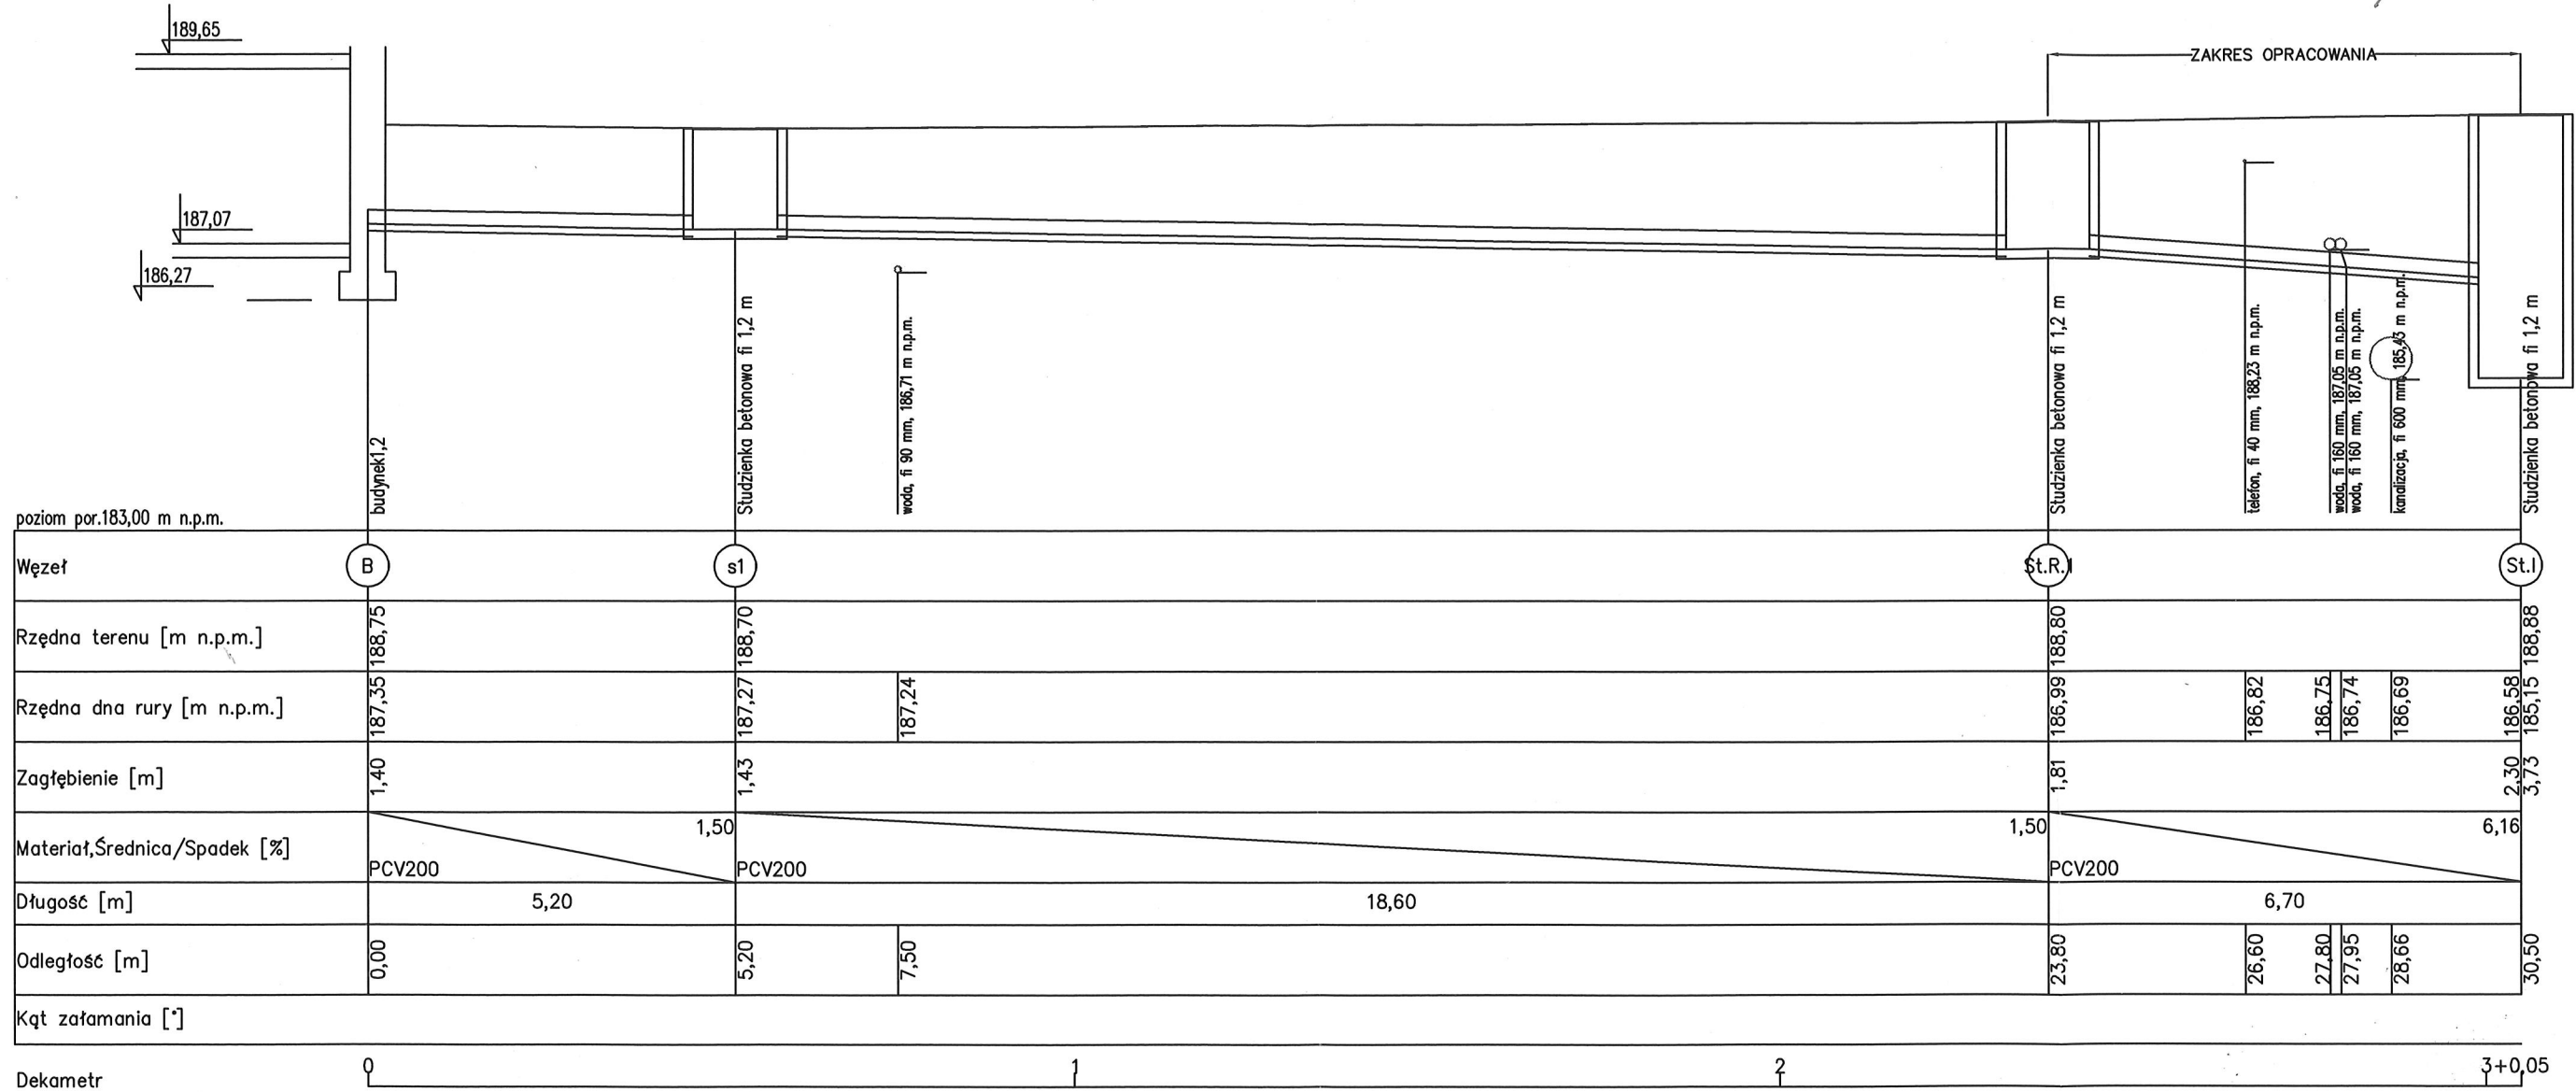 189,65
ZAKRES OPRACOWANIA
187,07
186,27
budynek1,2
Studzienka betonowa fi 1,2 m
woda, fi 90 mm, 186,71 m n.p.m.
Studzienka betonowa fi 1,2 m
telefon, fi 40 mm, 188,23 m n.p.m.
woda, fi 160 mm, 187,05 m n.p.m.
woda, fi 160 mm, 187,05 m n.p.m.
kanalizacja, fi 600 mm, 185,43 m n.p.m.
Studzienka betonowa fi 1,2 m
poziom por.183,00 m n.p.m.
Węzeł B s1 St.R.1 St.I
Rzędna terenu [m n.p.m.] 188,75 188,70 188,80 188,88
Rzędna dna rury [m n.p.m.] 187,35 187,27 187,24 186,99 186,82 186,75 186,74 186,69 186,58 185,15
Zagłębienie [m] 1,40 1,43 1,81 2,30 3,73
Materiał,Średnica/Spadek [%] PCV200 1,50 PCV200 1,50 PCV200 6,16
Długość [m] 5,20 18,60 6,70
Odległość [m] 0,00 5,20 7,50 23,80 26,60 27,80 27,95 28,66 30,50
Kąt załamania [°]
Dekametr 0 1 2 3+0,05